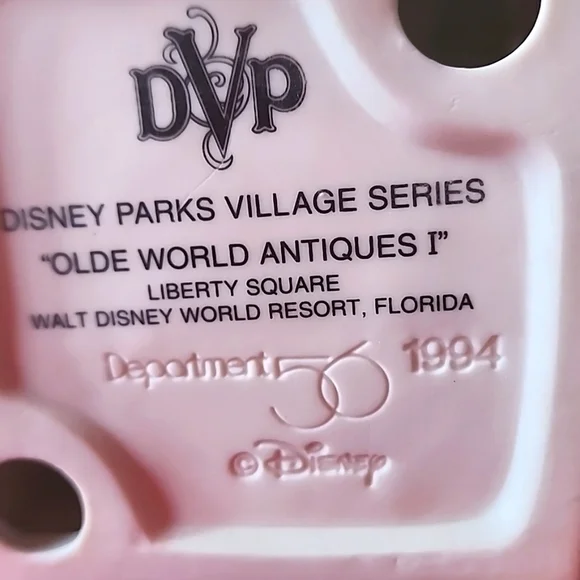 DVP
DISNEY PARKS VILLAGE SERIES
“OLDE WORLD ANTIQUES I”
LIBERTY SQUARE
WALT DISNEY WORLD RESORT, FLORIDA
Department 56 1994
© Disney